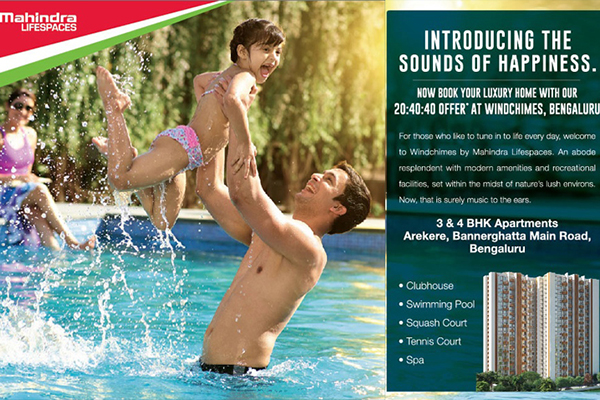 Mahindra
LIFESPACES
INTRODUCING THE
SOUNDS OF HAPPINESS.
NOW BOOK YOUR LUXURY HOME WITH OUR
20:40:40 OFFER* AT WINDCHIMES, BENGALURU
For those who like to tune in to life every day, welcome
to Windchimes by Mahindra Lifespaces. An abode
resplendent with modern amenities and recreational
facilities, set within the midst of nature's lush environs.
Now, that is surely music to the ears.
3 & 4 BHK Apartments
Arekere, Bannerghatta Main Road,
Bengaluru
• Clubhouse
• Swimming Pool
• Squash Court
• Tennis Court
• Spa